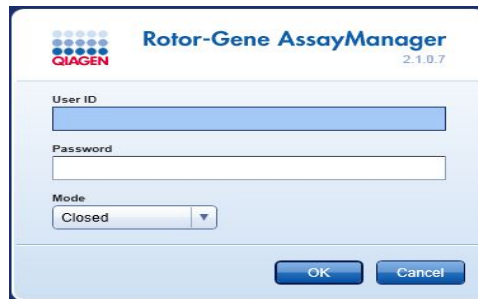 Rotor-Gene AssayManager
QIAGEN
2.1.0.7
User ID
Password
Mode
Closed
OK Cancel